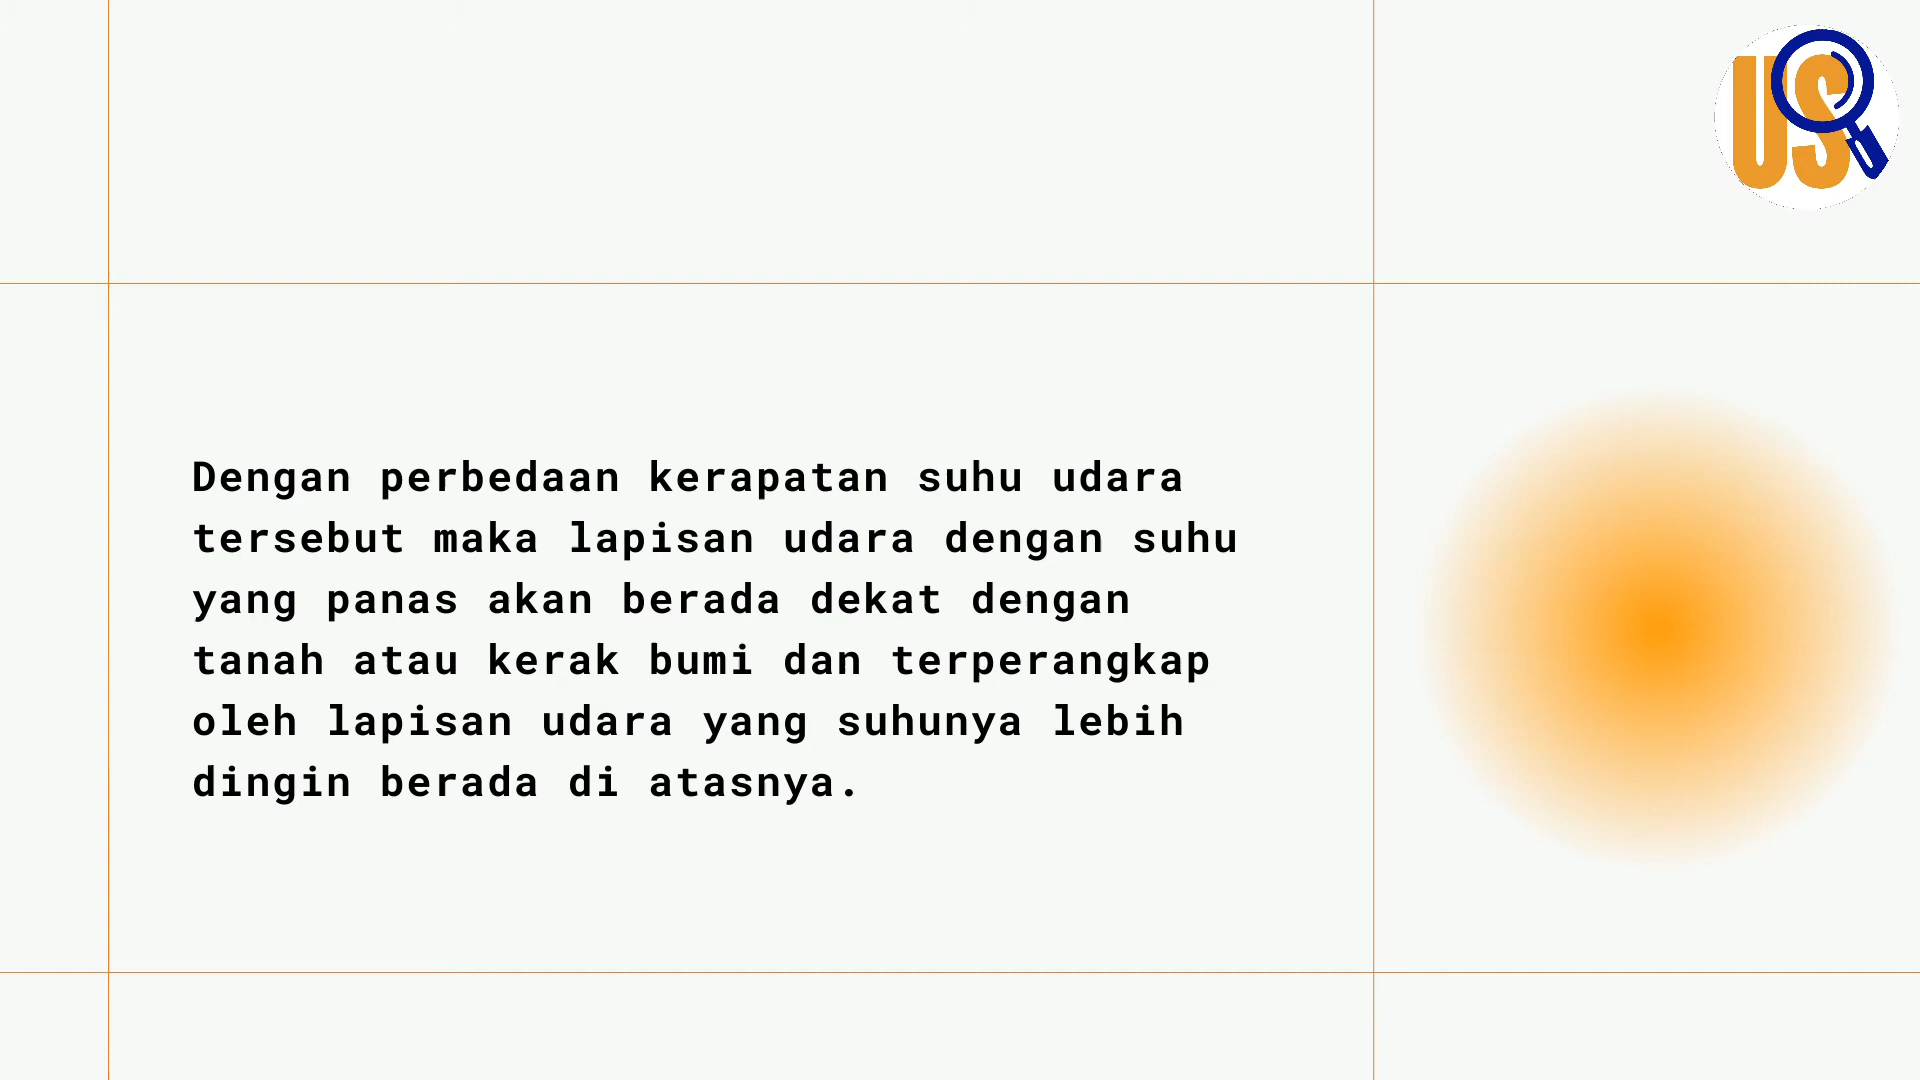 US
Dengan perbedaan kerapatan suhu udara
tersebut maka lapisan udara dengan suhu
yang panas akan berada dekat dengan
tanah atau kerak bumi dan terperangkap
oleh lapisan udara yang suhunya lebih
dingin berada di atasnya.